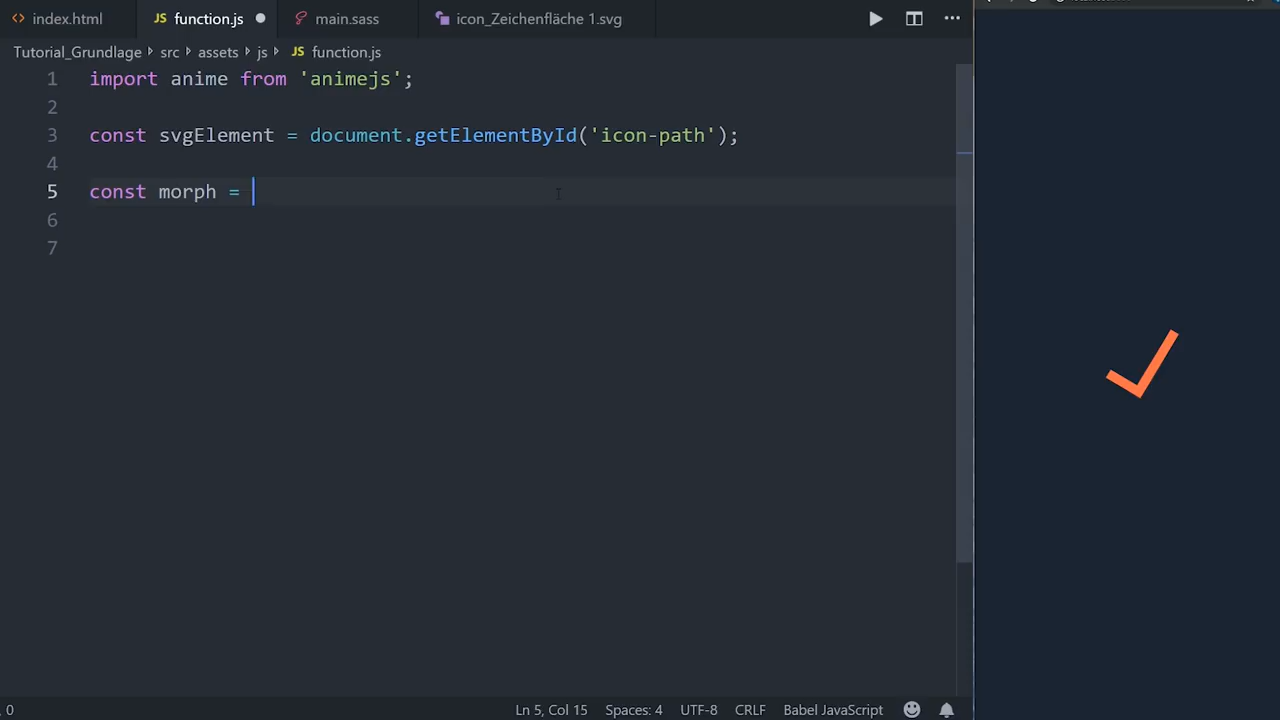 index.html
JS function.js
main.sass
icon_Zeichenfläche 1.svg
Tutorial_Grundlage > src > assets > js > JS function.js
1 import anime from 'animejs';
2
3 const svgElement = document.getElementById('icon-path');
4
5 const morph =
6
7
, 0
Ln 5, Col 15
Spaces: 4
UTF-8
CRLF
Babel JavaScript